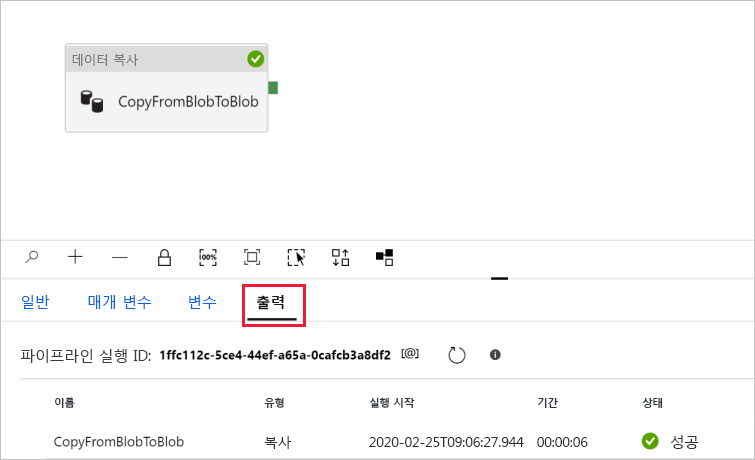 데이터 복사
CopyFromBlobToBlob
100%
일반 매개 변수 변수 출력
파이프라인 실행 ID: 1ffc112c-5ce4-44ef-a65a-0cafcb3a8df2 [@]
이름 유형 실행 시작 기간 상태
CopyFromBlobToBlob 복사 2020-02-25T09:06:27.944 00:00:06 성공